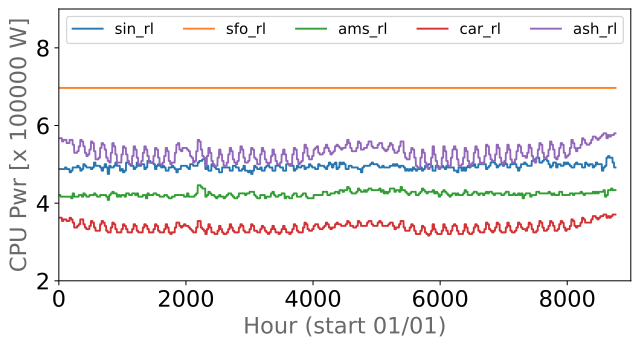 sin_rl sfo_rl ams_rl car_rl ash_rl
8
6
4
2
0 2000 4000 6000 8000
CPU Pwr [x 100000 W]
Hour (start 01/01)